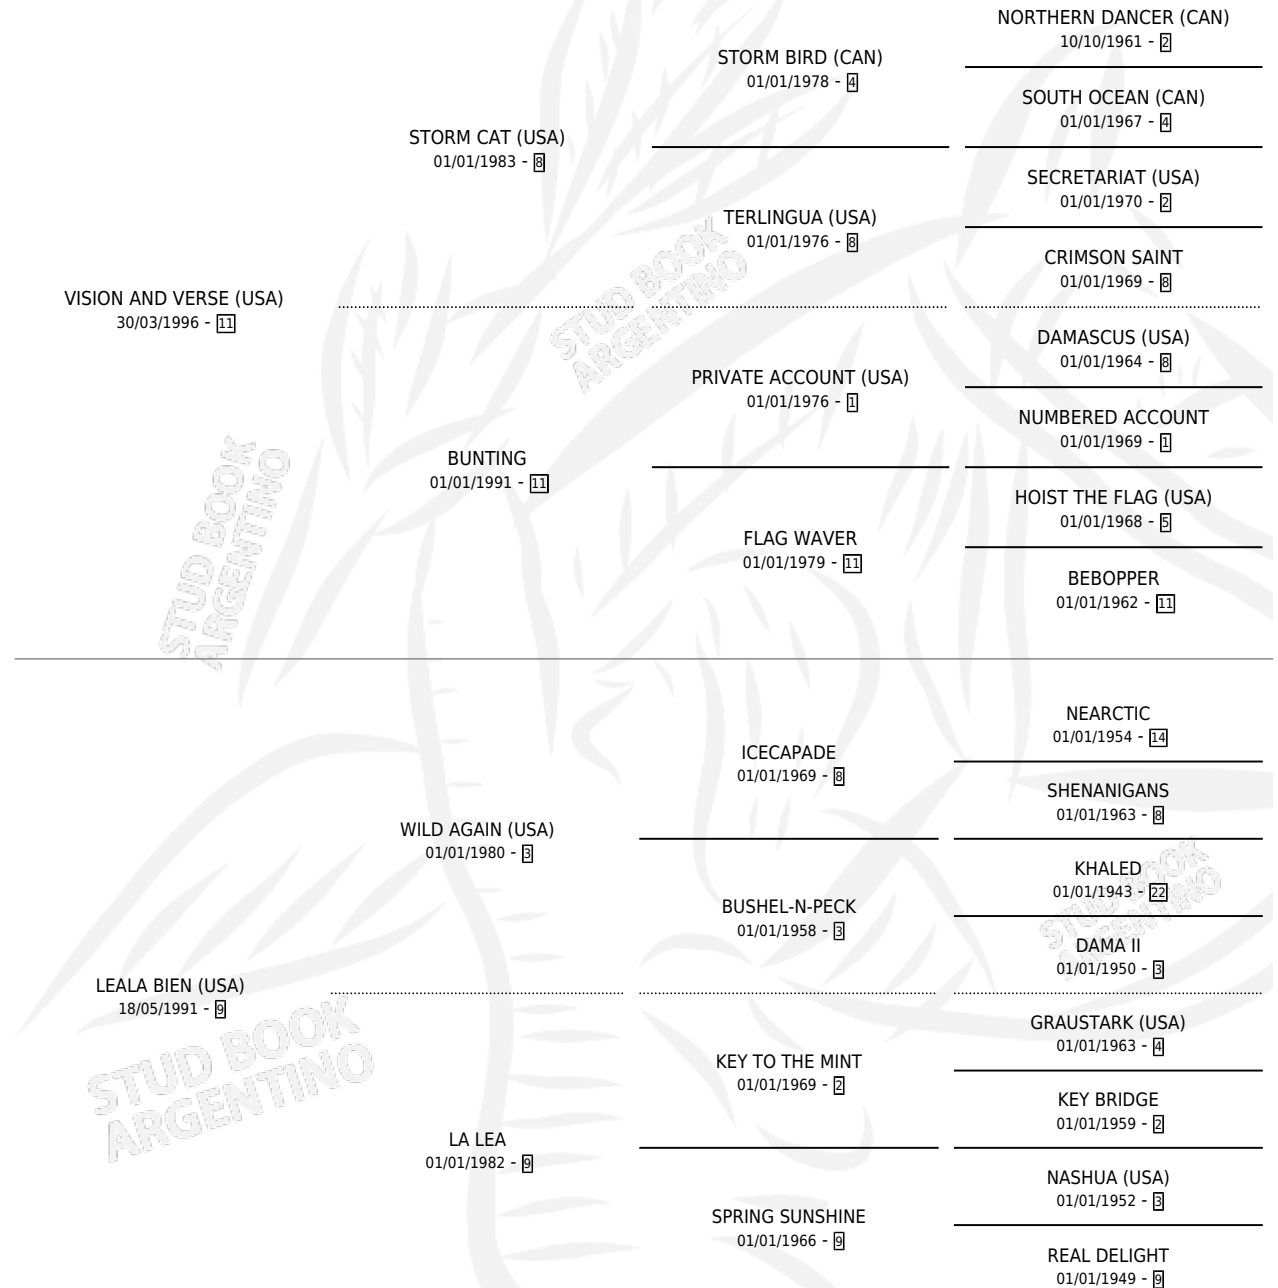 NORTHERN DANCER (CAN)
10/10/1961 - 2
STORM BIRD (CAN)
01/01/1978 - 4
SOUTH OCEAN (CAN)
01/01/1967 - 4
STORM CAT (USA)
01/01/1983 - 8
SECRETARIAT (USA)
01/01/1970 - 2
TERLINGUA (USA)
01/01/1976 - 8
CRIMSON SAINT
01/01/1969 - 8
VISION AND VERSE (USA)
30/03/1996 - 11
DAMASCUS (USA)
01/01/1964 - 8
PRIVATE ACCOUNT (USA)
01/01/1976 - 1
NUMBERED ACCOUNT
01/01/1969 - 1
BUNTING
01/01/1991 - 11
HOIST THE FLAG (USA)
01/01/1968 - 5
FLAG WAVER
01/01/1979 - 11
BEBOPPER
01/01/1962 - 11
NEARCTIC
01/01/1954 - 14
ICECAPADE
01/01/1969 - 8
SHENANIGANS
01/01/1963 - 8
WILD AGAIN (USA)
01/01/1980 - 3
KHALED
01/01/1943 - 22
BUSHEL-N-PECK
01/01/1958 - 3
DAMA II
01/01/1950 - 3
LEALA BIEN (USA)
18/05/1991 - 9
GRAUSTARK (USA)
01/01/1963 - 4
KEY TO THE MINT
01/01/1969 - 2
KEY BRIDGE
01/01/1959 - 2
LA LEA
01/01/1982 - 9
NASHUA (USA)
01/01/1952 - 3
SPRING SUNSHINE
01/01/1966 - 9
REAL DELIGHT
01/01/1949 - 9
STUD BOOK
ARGENTINO
STUD BOOK
ARGENTINO
STUD BOOK
ARGENTINO
STUD BOOK
ARGENTINO